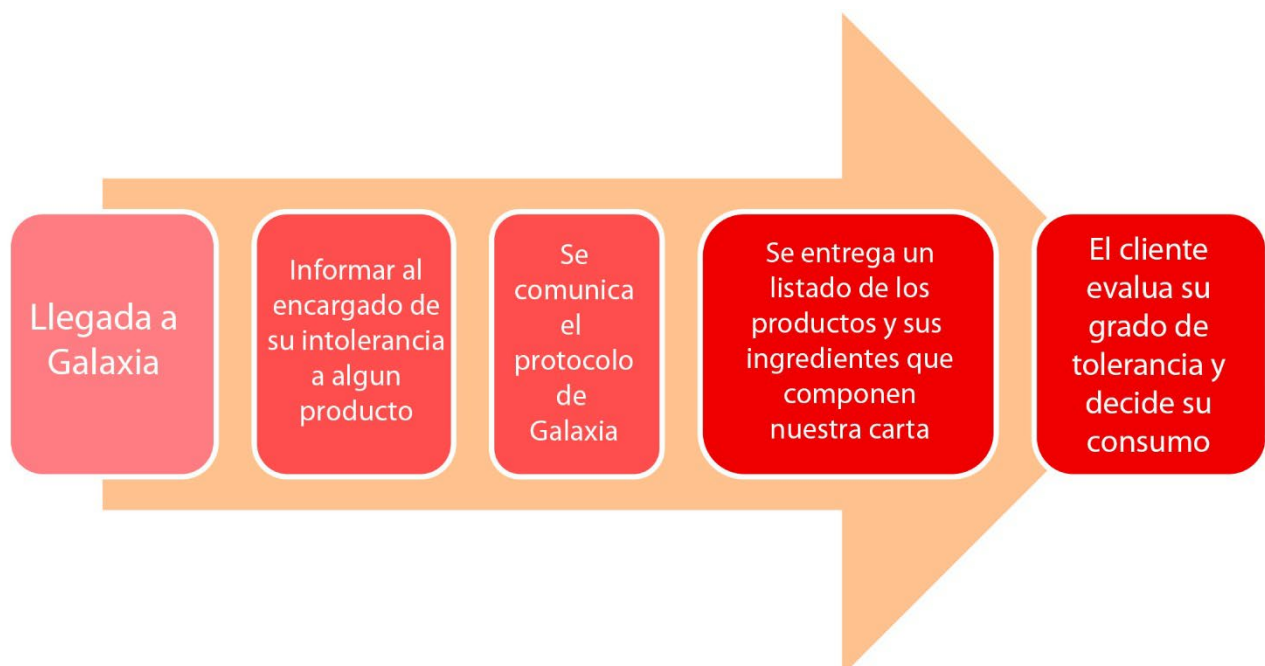 Llegada a
Galaxia
Informar al
encargado de
su intolerancia
a algun
producto
Se
comunica
el
protocolo
de
Galaxia
Se entrega un
listado de los
productos y sus
ingredientes que
componen
nuestra carta
El cliente
evalua su
grado de
tolerancia y
decide su
consumo